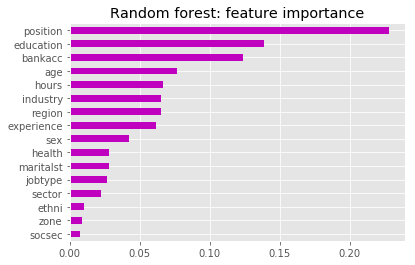 Random forest: feature importance
position
education
bankacc
age
hours
industry
region
experience
sex
health
maritalst
jobtype
sector
ethni
zone
socsec
0.00 0.05 0.10 0.15 0.20